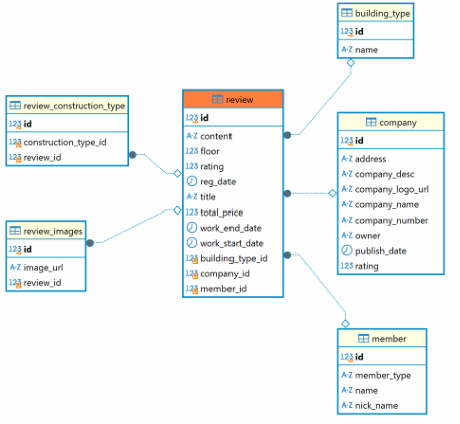 building_type
123 id
A-Z name
review_construction_type
123 id
123 construction_type_id
123 review_id
review
123 id
A-Z content
123 floor
123 rating
reg_date
A-Z title
123 total_price
work_end_date
work_start_date
123 building_type_id
123 company_id
123 member_id
company
123 id
A-Z address
A-Z company_desc
A-Z company_logo_url
A-Z company_name
A-Z company_number
A-Z owner
publish_date
123 rating
review_images
123 id
A-Z image_url
123 review_id
member
123 id
A-Z member_type
A-Z name
A-Z nick_name